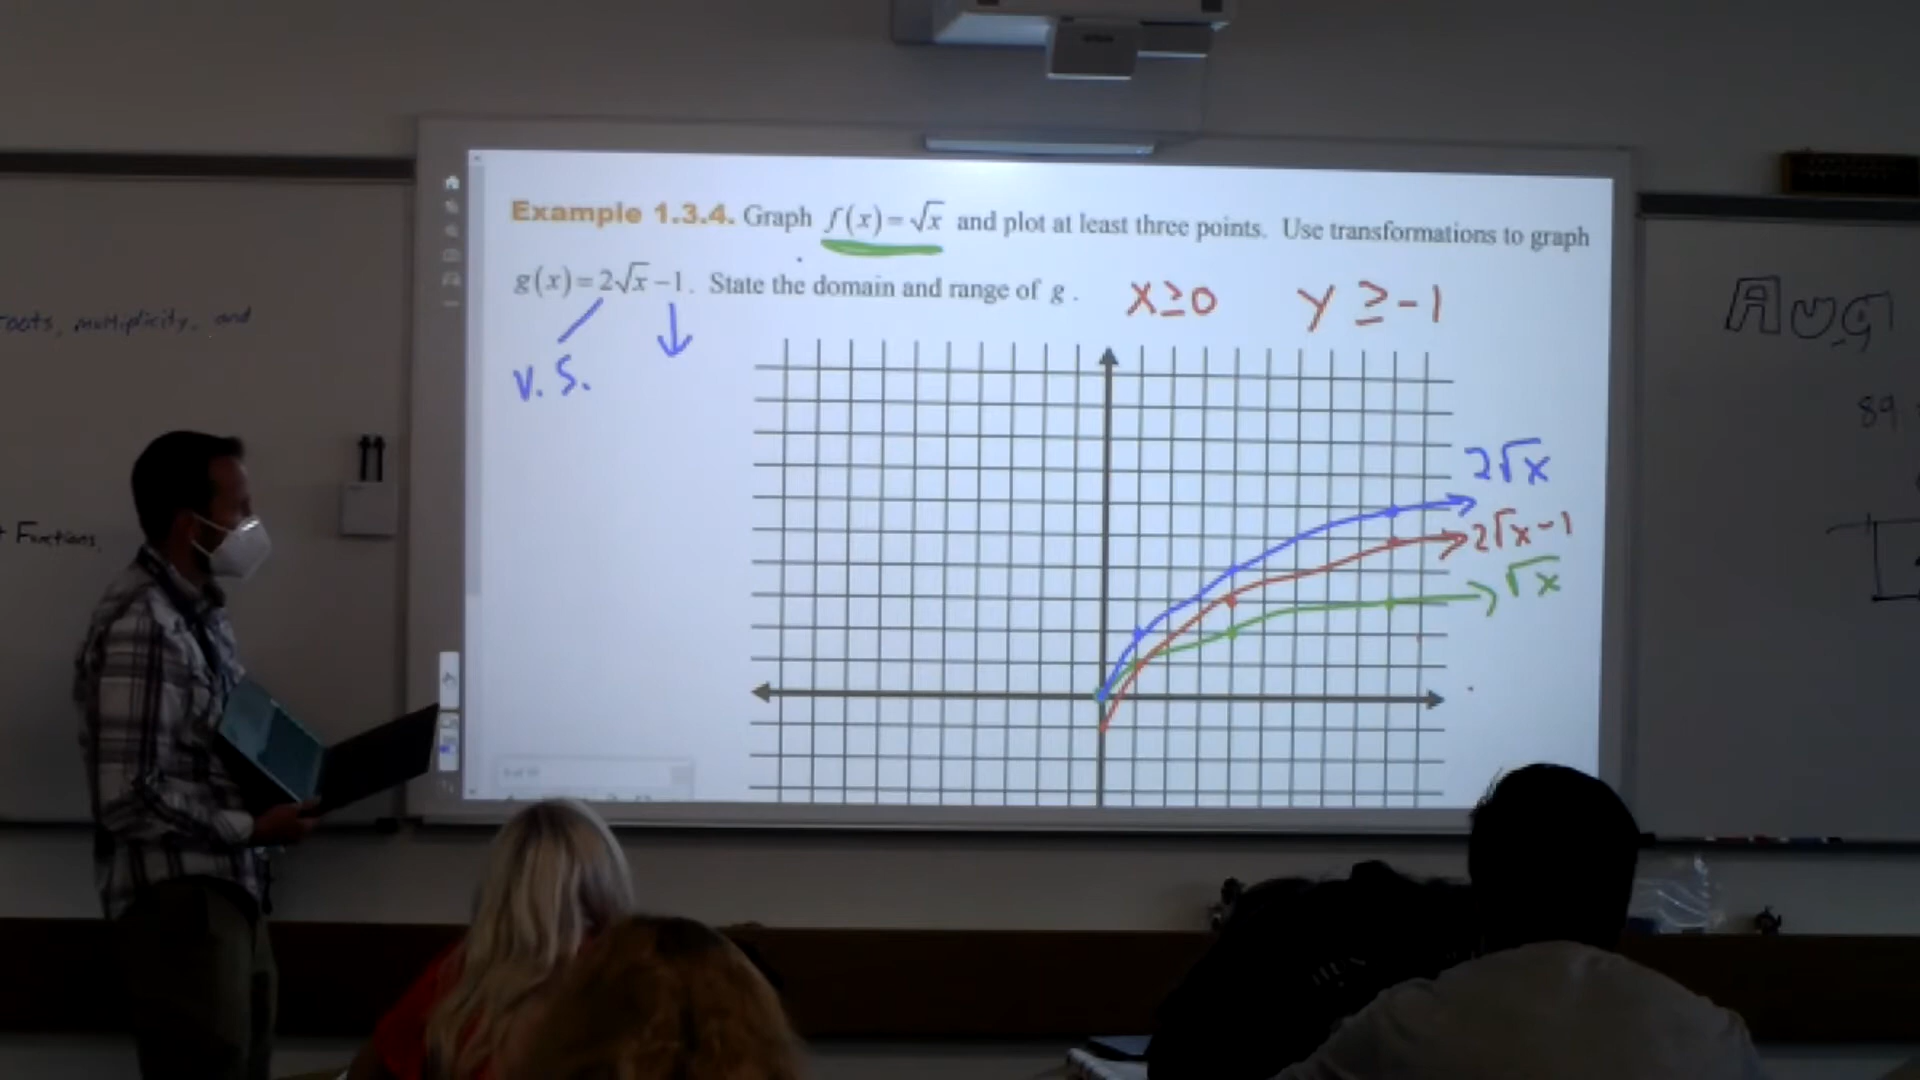 Example 1.3.4. Graph f(x)=√x and plot at least three points. Use transformations to graph
g(x)=2√x−1. State the domain and range of g.
x≥0 y≥-1
V. S.
2√x
2√x-1
√x
roots, multiplicity, and
Functions.
Aug
89